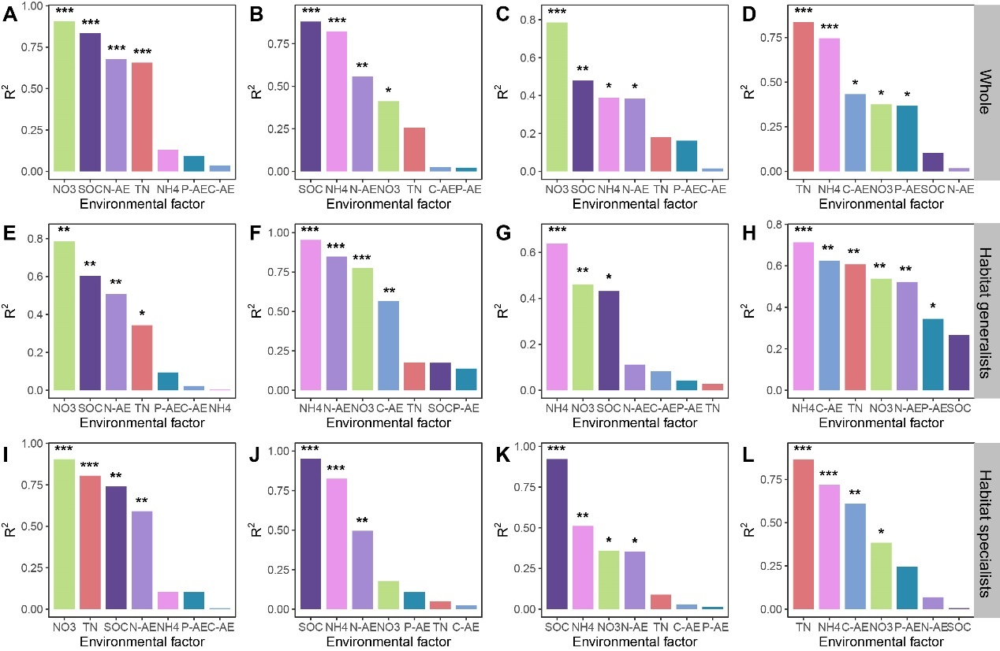 A
B
C
D
*** *** *** ***
*** *** ** *
*** ** * *
*** *** * * *
1.00
0.75
0.50
0.25
0.00
0.75
0.50
0.25
0.00
0.8
0.6
0.4
0.2
0.0
0.75
0.50
0.25
0.00
R²
R²
R²
R²
Whole
NO3 SOC N-AE TN NH4 P-AE C-AE
SOC NH4 N-AE NO3 TN C-AE P-AE
NO3 SOC NH4 N-AE TN P-AE C-AE
TN NH4 C-AE NO3 P-AE SOC N-AE
Environmental factor
Environmental factor
Environmental factor
Environmental factor
E
F
G
H
** ** ** *
*** *** *** **
*** ** *
*** ** ** ** ** *
0.8
0.6
0.4
0.2
0.0
1.00
0.75
0.50
0.25
0.00
0.6
0.4
0.2
0.0
0.8
0.6
0.4
0.2
0.0
R²
R²
R²
R²
Habitat generalists
NO3 SOC N-AE TN P-AE C-AE NH4
NH4 N-AE NO3 C-AE TN SOC P-AE
NH4 NO3 SOC N-AE C-AE P-AE TN
NH4 C-AE TN NO3 N-AE P-AE SOC
Environmental factor
Environmental factor
Environmental factor
Environmental factor
I
J
K
L
*** *** ** **
*** *** **
*** ** * *
*** *** ** *
1.00
0.75
0.50
0.25
0.00
1.00
0.75
0.50
0.25
0.00
1.00
0.75
0.50
0.25
0.00
0.75
0.50
0.25
0.00
R²
R²
R²
R²
Habitat specialists
NO3 TN SOC N-AE NH4 P-AE C-AE
SOC NH4 N-AE NO3 P-AE TN C-AE
SOC NH4 NO3 N-AE TN C-AE P-AE
TN NH4 C-AE NO3 P-AE N-AE SOC
Environmental factor
Environmental factor
Environmental factor
Environmental factor